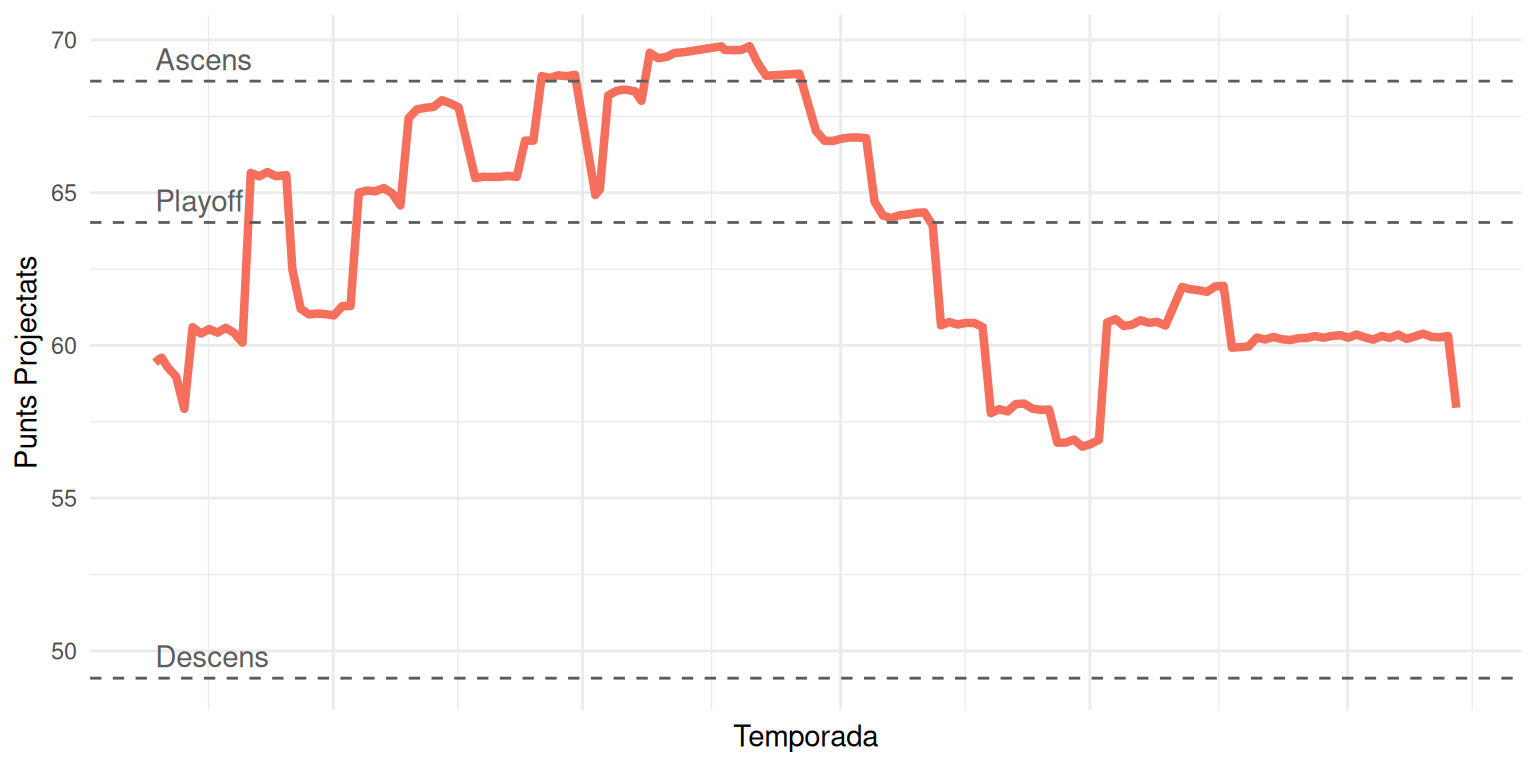 70
Ascens
65
Playoff
60
55
50
Descens
Punts Projectats
Temporada